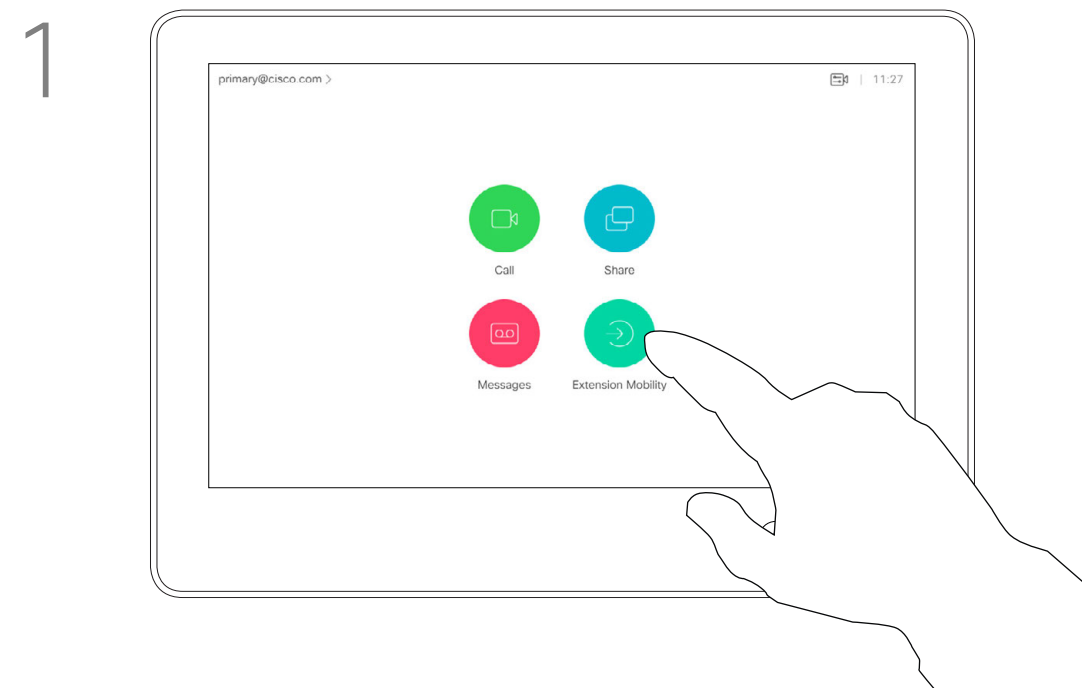 1
primary@cisco.com >
| 11:27
Call
Share
Messages
Extension Mobility